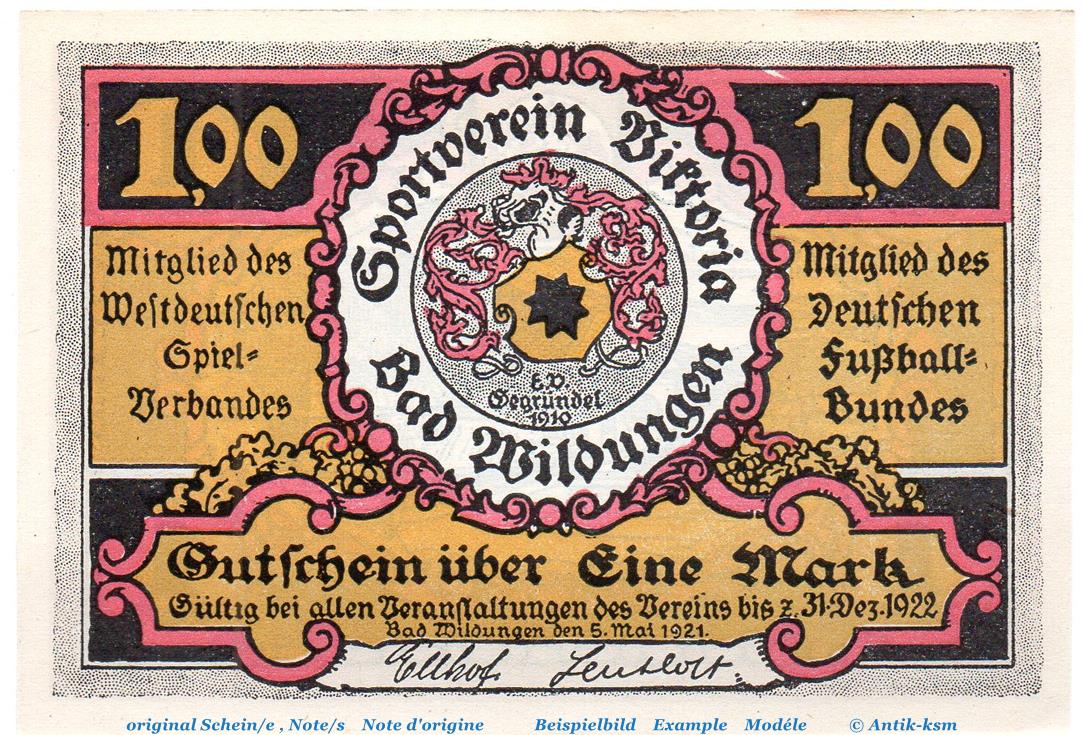 1,00
1,00
Sportverein Viktoria
Bad Wildungen
E.V.
Gegründet
1910
Mitglied des
Westdeutschen
Spiel-
Verbandes
Mitglied des
Deutschen
Fußball-
Bundes
Gutschein über Eine Mark
Gültig bei allen Veranstaltungen des Vereins bis z. 31. Dez. 1922
Bad Wildungen den 5. Mai 1921.
original Schein/e , Note/s Note d'origine Beispielbild Example Modéle © Antik-ksm